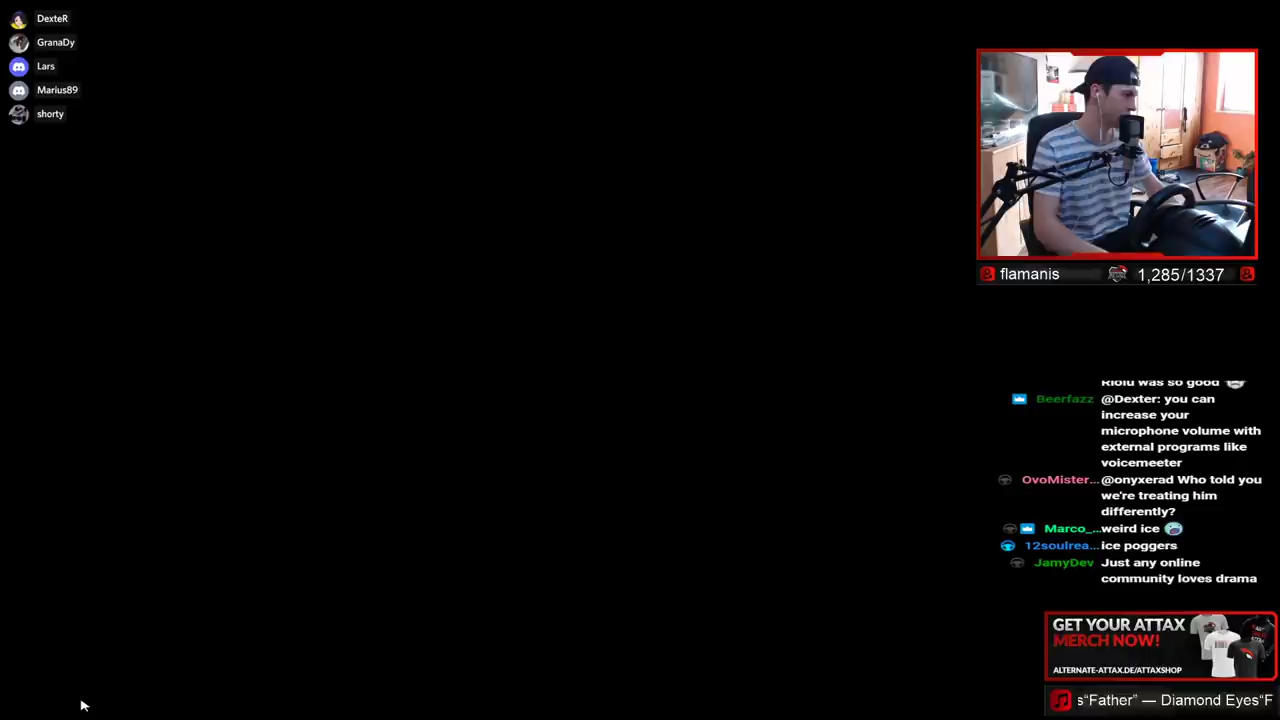 DexteR
GranaDy
Lars
Marius89
shorty
flamanis
1,285/1337
Riolu was so good
Beerfazz @Dexter: you can
increase your
microphone volume with
external programs like
voicemeeter
OvoMister... @onyxerad Who told you
we're treating him
differently?
Marco_... weird ice
12soulrea... ice poggers
JamyDev Just any online
community loves drama
GET YOUR ATTAX
MERCH NOW!
ALTERNATE-ATTAX.DE/ATTAXSHOP
s"Father" — Diamond Eyes"F